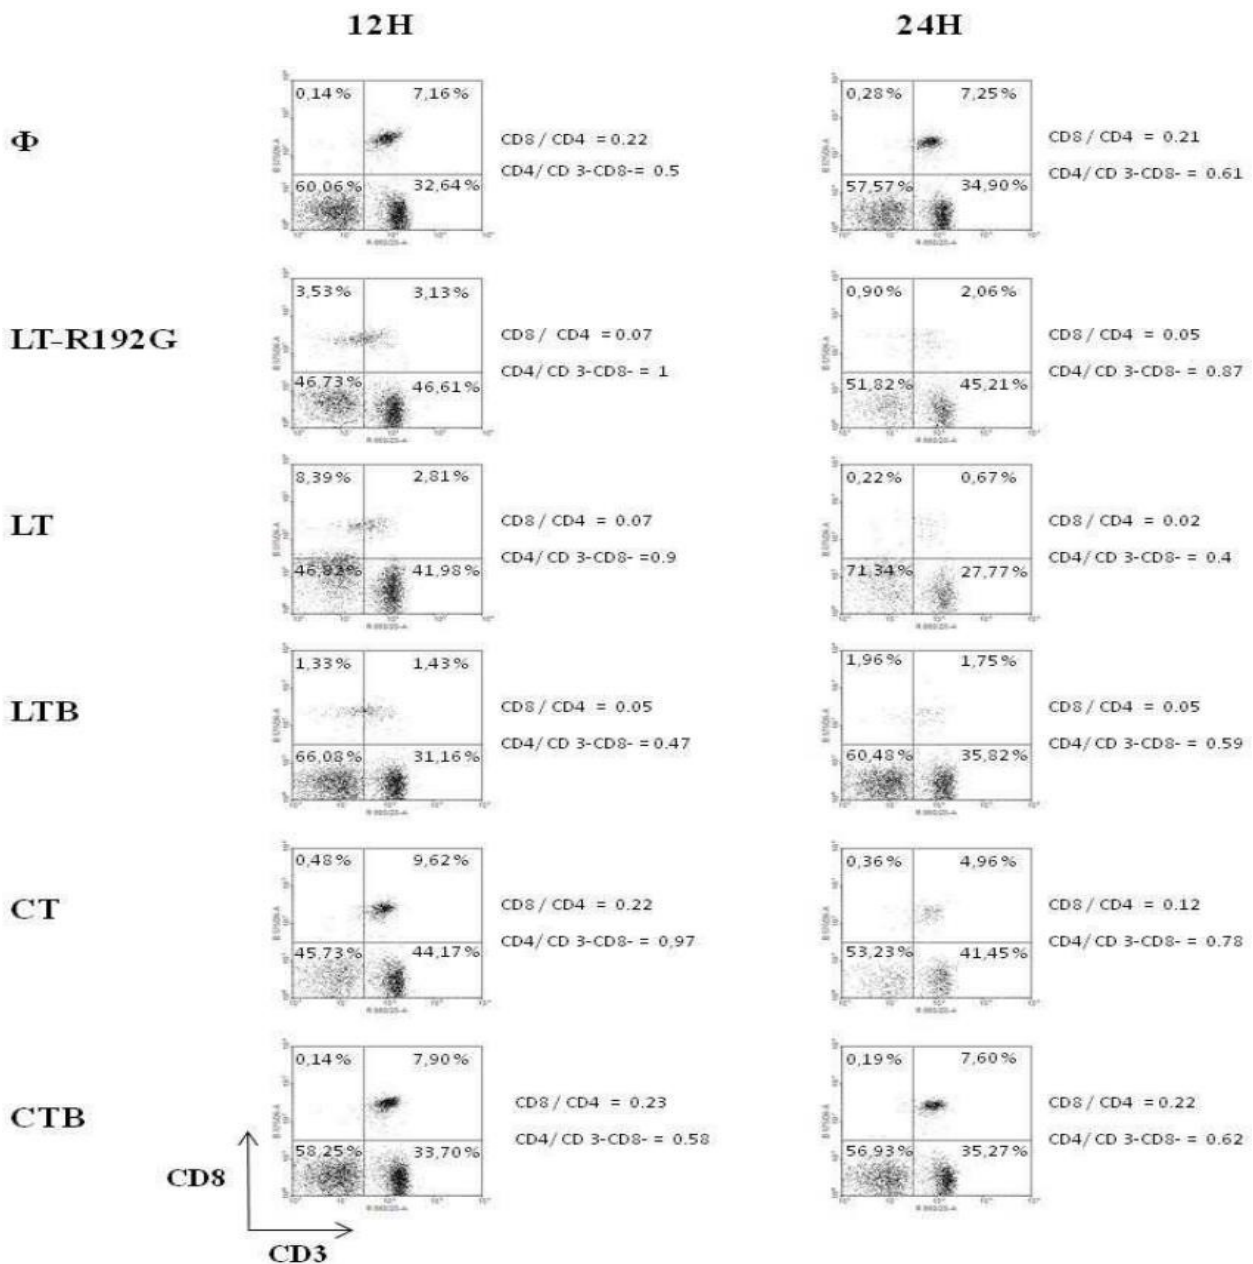 12H 24H
Φ
0,14% 7,16%
60,06% 32,64%
CD8 / CD4 = 0.22
CD4/ CD 3-CD8-= 0.5
0,28% 7,25%
57,57% 34,90%
CD8 / CD4 = 0.21
CD4/ CD 3-CD8- = 0.61
LT-R192G
3,53% 3,13%
46,73% 46,61%
CD8 / CD4 = 0.07
CD4/ CD 3-CD8- = 1
0,90% 2,06%
51,82% 45,21%
CD8 / CD4 = 0.05
CD4/ CD 3-CD8- = 0.87
LT
8,39% 2,81%
46,82% 41,98%
CD8 / CD4 = 0.07
CD4/ CD 3-CD8- =0.9
0,22% 0,67%
71,34% 27,77%
CD8 / CD4 = 0.02
CD4/ CD 3-CD8- = 0.4
LTB
1,33% 1,43%
66,08% 31,16%
CD8 / CD4 = 0.05
CD4/ CD 3-CD8- = 0.47
1,96% 1,75%
60,48% 35,82%
CD8 / CD4 = 0.05
CD4/ CD 3-CD8- = 0.59
CT
0,48% 9,62%
45,73% 44,17%
CD8 / CD4 = 0.22
CD4/ CD 3-CD8- = 0,97
0,36% 4,96%
53,23% 41,45%
CD8 / CD4 = 0.12
CD4/ CD 3-CD8- = 0.78
CTB
0,14% 7,90%
58,25% 33,70%
CD8 / CD4 = 0.23
CD4/ CD 3-CD8- = 0.58
0,19% 7,60%
56,93% 35,27%
CD8 / CD4 =0.22
CD4/ CD 3-CD8- = 0.62
CD8
CD3